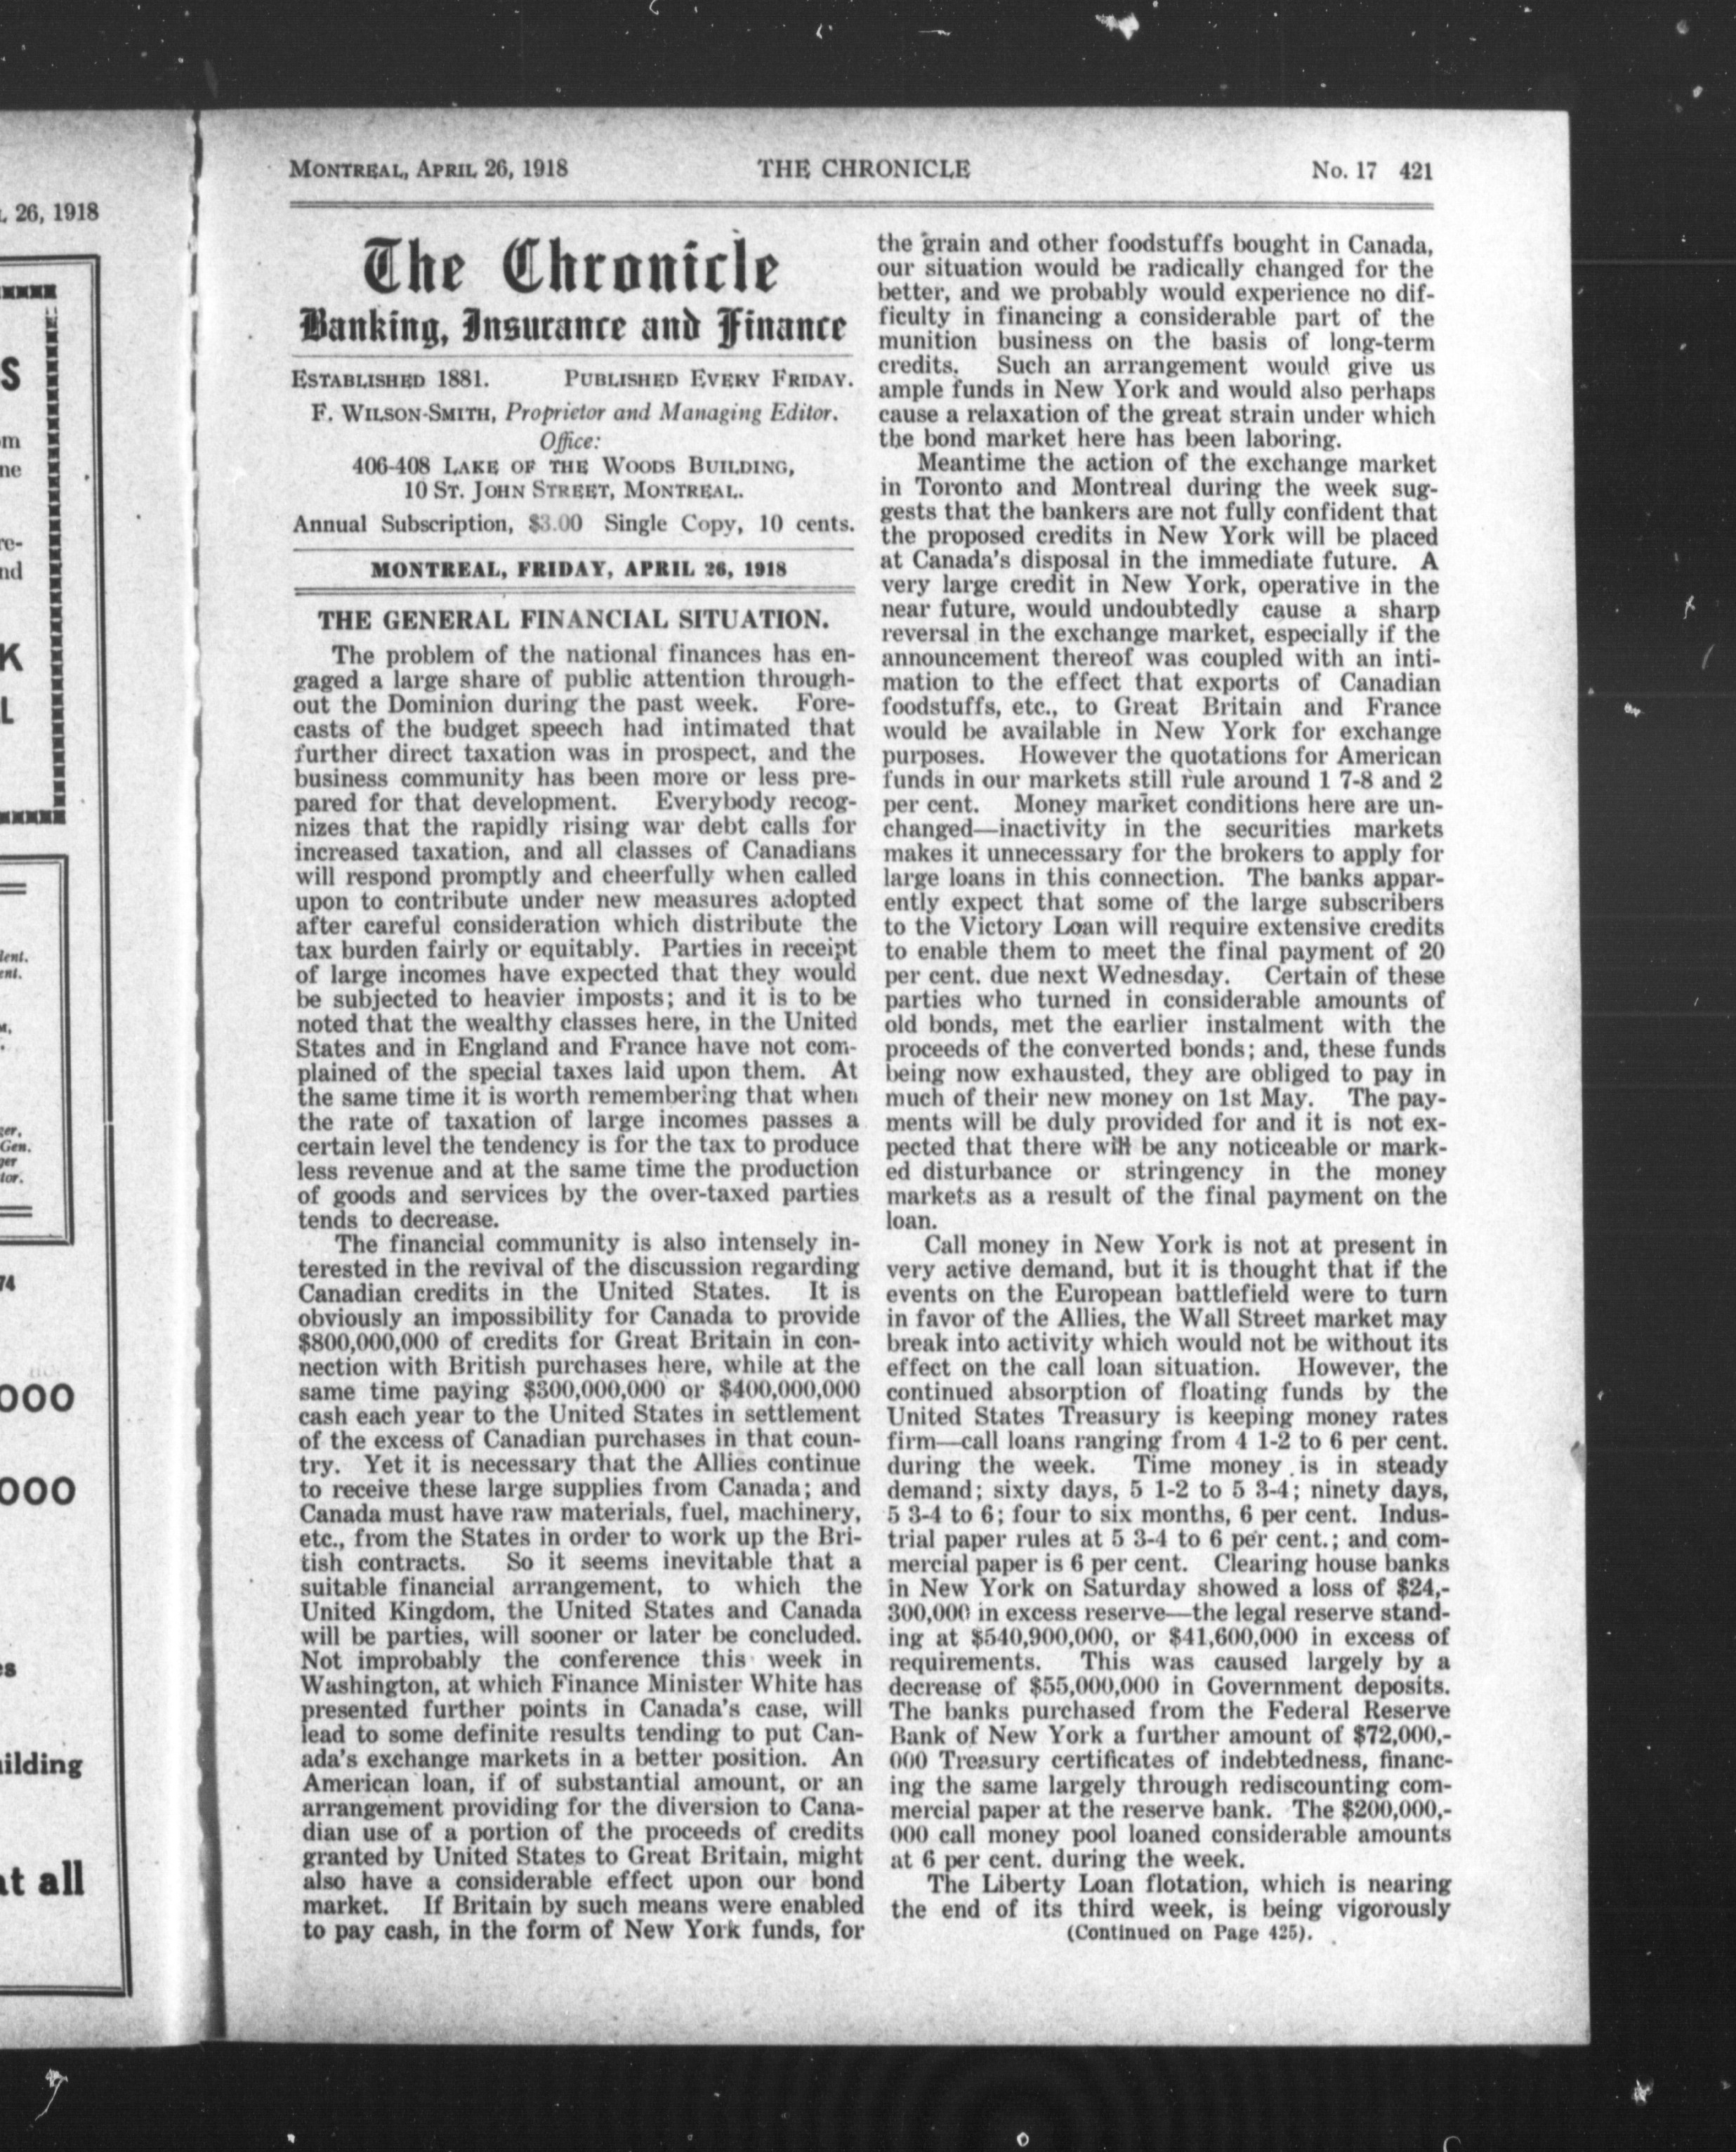 L 26, 1918
S
om
ne
re-
nd
K
L
dent.
ent.
ger,
Gen.
ger
tor.
74
000
000
es
uilding
at all
MONTREAL, APRIL 26, 1918 THE CHRONICLE No. 17 421
The Chronicle
Banking, Insurance and Finance
ESTABLISHED 1881. PUBLISHED EVERY FRIDAY.
F. WILSON-SMITH, Proprietor and Managing Editor.
Office:
406-408 LAKE OF THE WOODS BUILDING,
10 ST. JOHN STREET, MONTREAL.
Annual Subscription, $3.00 Single Copy, 10 cents.
MONTREAL, FRIDAY, APRIL 26, 1918
THE GENERAL FINANCIAL SITUATION.
The problem of the national finances has en-
gaged a large share of public attention through-
out the Dominion during the past week. Fore-
casts of the budget speech had intimated that
further direct taxation was in prospect, and the
business community has been more or less pre-
pared for that development. Everybody recog-
nizes that the rapidly rising war debt calls for
increased taxation, and all classes of Canadians
will respond promptly and cheerfully when called
upon to contribute under new measures adopted
after careful consideration which distribute the
tax burden fairly or equitably. Parties in receipt
of large incomes have expected that they would
be subjected to heavier imposts; and it is to be
noted that the wealthy classes here, in the United
States and in England and France have not com-
plained of the special taxes laid upon them. At
the same time it is worth remembering that when
the rate of taxation of large incomes passes a
certain level the tendency is for the tax to produce
less revenue and at the same time the production
of goods and services by the over-taxed parties
tends to decrease.
The financial community is also intensely in-
terested in the revival of the discussion regarding
Canadian credits in the United States. It is
obviously an impossibility for Canada to provide
$800,000,000 of credits for Great Britain in con-
nection with British purchases here, while at the
same time paying $300,000,000 or $400,000,000
cash each year to the United States in settlement
of the excess of Canadian purchases in that coun-
try. Yet it is necessary that the Allies continue
to receive these large supplies from Canada; and
Canada must have raw materials, fuel, machinery,
etc., from the States in order to work up the Bri-
tish contracts. So it seems inevitable that a
suitable financial arrangement, to which the
United Kingdom, the United States and Canada
will be parties, will sooner or later be concluded.
Not improbably the conference this week in
Washington, at which Finance Minister White has
presented further points in Canada's case, will
lead to some definite results tending to put Can-
ada's exchange markets in a better position. An
American loan, if of substantial amount, or an
arrangement providing for the diversion to Cana-
dian use of a portion of the proceeds of credits
granted by United States to Great Britain, might
also have a considerable effect upon our bond
market. If Britain by such means were enabled
to pay cash, in the form of New York funds, for
the grain and other foodstuffs bought in Canada,
our situation would be radically changed for the
better, and we probably would experience no dif-
ficulty in financing a considerable part of the
munition business on the basis of long-term
credits. Such an arrangement would give us
ample funds in New York and would also perhaps
cause a relaxation of the great strain under which
the bond market here has been laboring.
Meantime the action of the exchange market
in Toronto and Montreal during the week sug-
gests that the bankers are not fully confident that
the proposed credits in New York will be placed
at Canada's disposal in the immediate future. A
very large credit in New York, operative in the
near future, would undoubtedly cause a sharp
reversal in the exchange market, especially if the
announcement thereof was coupled with an inti-
mation to the effect that exports of Canadian
foodstuffs, etc., to Great Britain and France
would be available in New York for exchange
purposes. However the quotations for American
funds in our markets still rule around 1 7-8 and 2
per cent. Money market conditions here are un-
changed—inactivity in the securities markets
makes it unnecessary for the brokers to apply for
large loans in this connection. The banks appar-
ently expect that some of the large subscribers
to the Victory Loan will require extensive credits
to enable them to meet the final payment of 20
per cent. due next Wednesday. Certain of these
parties who turned in considerable amounts of
old bonds, met the earlier instalment with the
proceeds of the converted bonds; and, these funds
being now exhausted, they are obliged to pay in
much of their new money on 1st May. The pay-
ments will be duly provided for and it is not ex-
pected that there will be any noticeable or mark-
ed disturbance or stringency in the money
markets as a result of the final payment on the
loan.
Call money in New York is not at present in
very active demand, but it is thought that if the
events on the European battlefield were to turn
in favor of the Allies, the Wall Street market may
break into activity which would not be without its
effect on the call loan situation. However, the
continued absorption of floating funds by the
United States Treasury is keeping money rates
firm—call loans ranging from 4 1-2 to 6 per cent.
during the week. Time money is in steady
demand; sixty days, 5 1-2 to 5 3-4; ninety days,
5 3-4 to 6; four to six months, 6 per cent. Indus-
trial paper rules at 5 3-4 to 6 per cent.; and com-
mercial paper is 6 per cent. Clearing house banks
in New York on Saturday showed a loss of $24,-
300,000 in excess reserve—the legal reserve stand-
ing at $540,900,000, or $41,600,000 in excess of
requirements. This was caused largely by a
decrease of $55,000,000 in Government deposits.
The banks purchased from the Federal Reserve
Bank of New York a further amount of $72,000,-
000 Treasury certificates of indebtedness, financ-
ing the same largely through rediscounting com-
mercial paper at the reserve bank. The $200,000,-
000 call money pool loaned considerable amounts
at 6 per cent. during the week.
The Liberty Loan flotation, which is nearing
the end of its third week, is being vigorously
(Continued on Page 425).